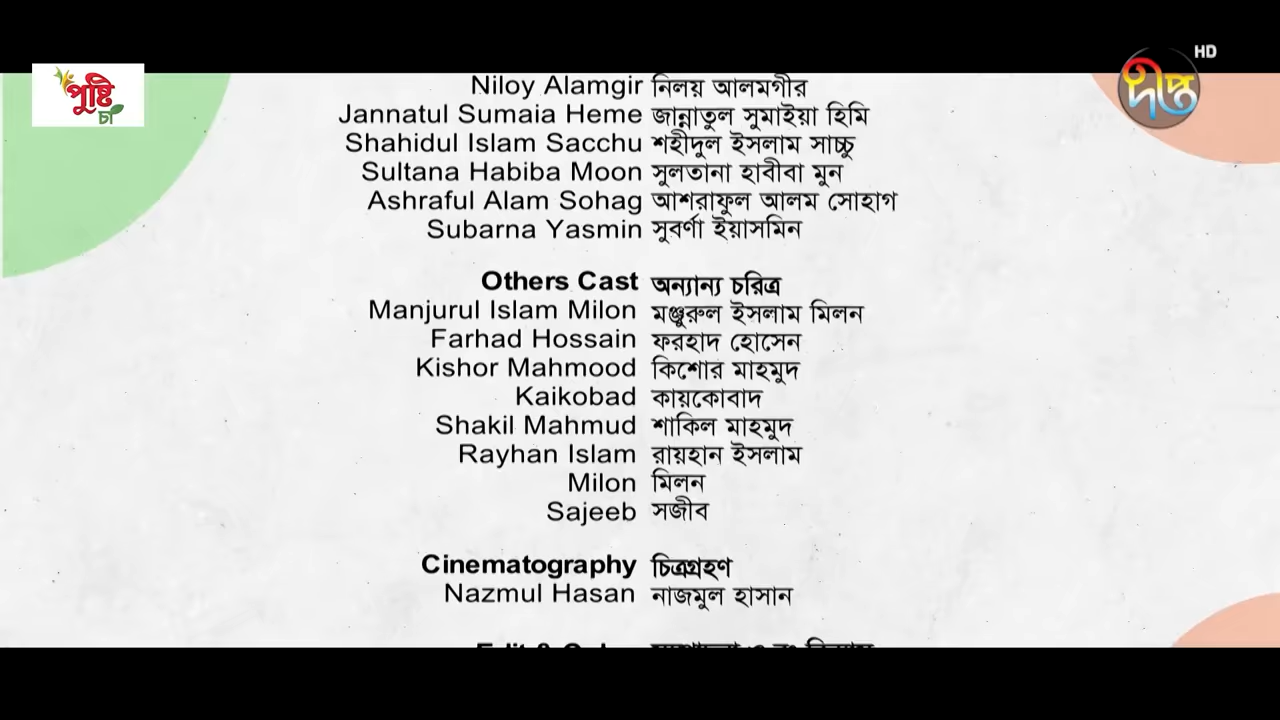 HD
পুষ্টি
চা
দীপ্ত
Niloy Alamgir নিলয় আলমগীর
Jannatul Sumaia Heme জান্নাতুল সুমাইয়া হিমি
Shahidul Islam Sacchu শহীদুল ইসলাম সাচ্চু
Sultana Habiba Moon সুলতানা হাবীবা মুন
Ashraful Alam Sohag আশরাফুল আলম সোহাগ
Subarna Yasmin সুবর্ণা ইয়াসমিন
Others Cast অন্যান্য চরিত্র
Manjurul Islam Milon মঞ্জুরুল ইসলাম মিলন
Farhad Hossain ফরহাদ হোসেন
Kishor Mahmood কিশোর মাহমুদ
Kaikobad কায়কোবাদ
Shakil Mahmud শাকিল মাহমুদ
Rayhan Islam রায়হান ইসলাম
Milon মিলন
Sajeeb সজীব
Cinematography চিত্রগ্রহণ
Nazmul Hasan নাজমুল হাসান